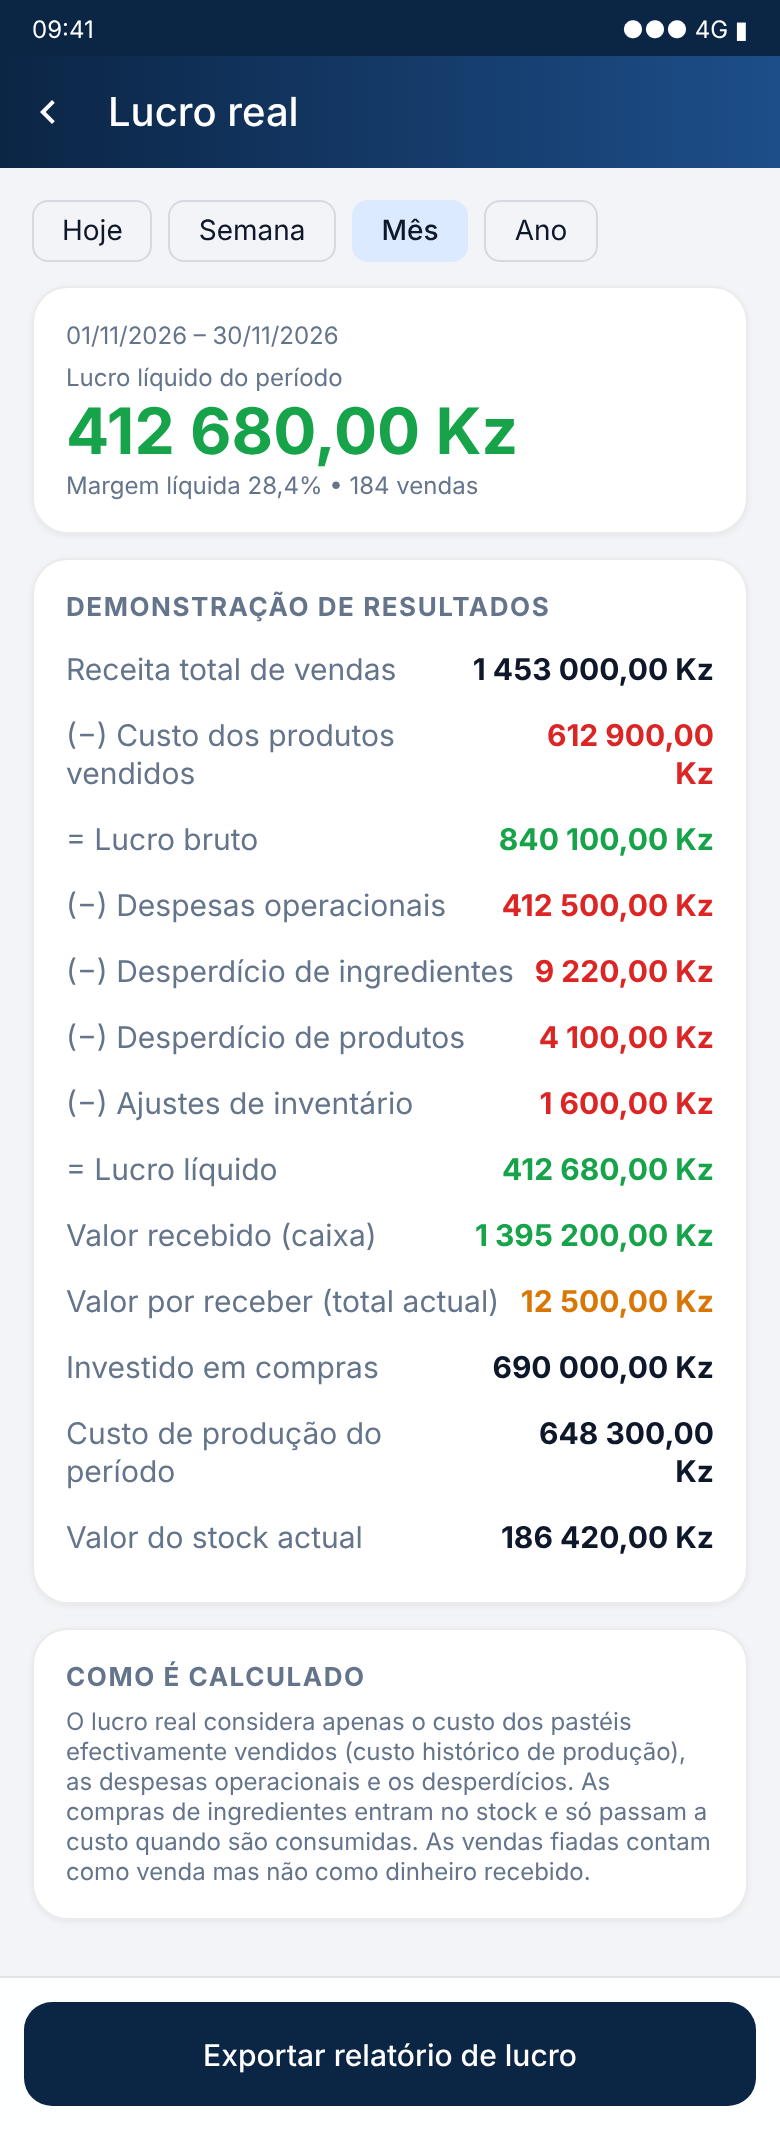 09:41
4G
Lucro real
Hoje
Semana
Mês
Ano
01/11/2026 – 30/11/2026
Lucro líquido do período
412 680,00 Kz
Margem líquida 28,4% • 184 vendas
DEMONSTRAÇÃO DE RESULTADOS
Receita total de vendas 1 453 000,00 Kz
(−) Custo dos produtos 612 900,00
vendidos Kz
= Lucro bruto 840 100,00 Kz
(−) Despesas operacionais 412 500,00 Kz
(−) Desperdício de ingredientes 9 220,00 Kz
(−) Desperdício de produtos 4 100,00 Kz
(−) Ajustes de inventário 1 600,00 Kz
= Lucro líquido 412 680,00 Kz
Valor recebido (caixa) 1 395 200,00 Kz
Valor por receber (total actual) 12 500,00 Kz
Investido em compras 690 000,00 Kz
Custo de produção do 648 300,00
período Kz
Valor do stock actual 186 420,00 Kz
COMO É CALCULADO
O lucro real considera apenas o custo dos pastéis
efectivamente vendidos (custo histórico de produção),
as despesas operacionais e os desperdícios. As
compras de ingredientes entram no stock e só passam a
custo quando são consumidas. As vendas fiadas contam
como venda mas não como dinheiro recebido.
Exportar relatório de lucro